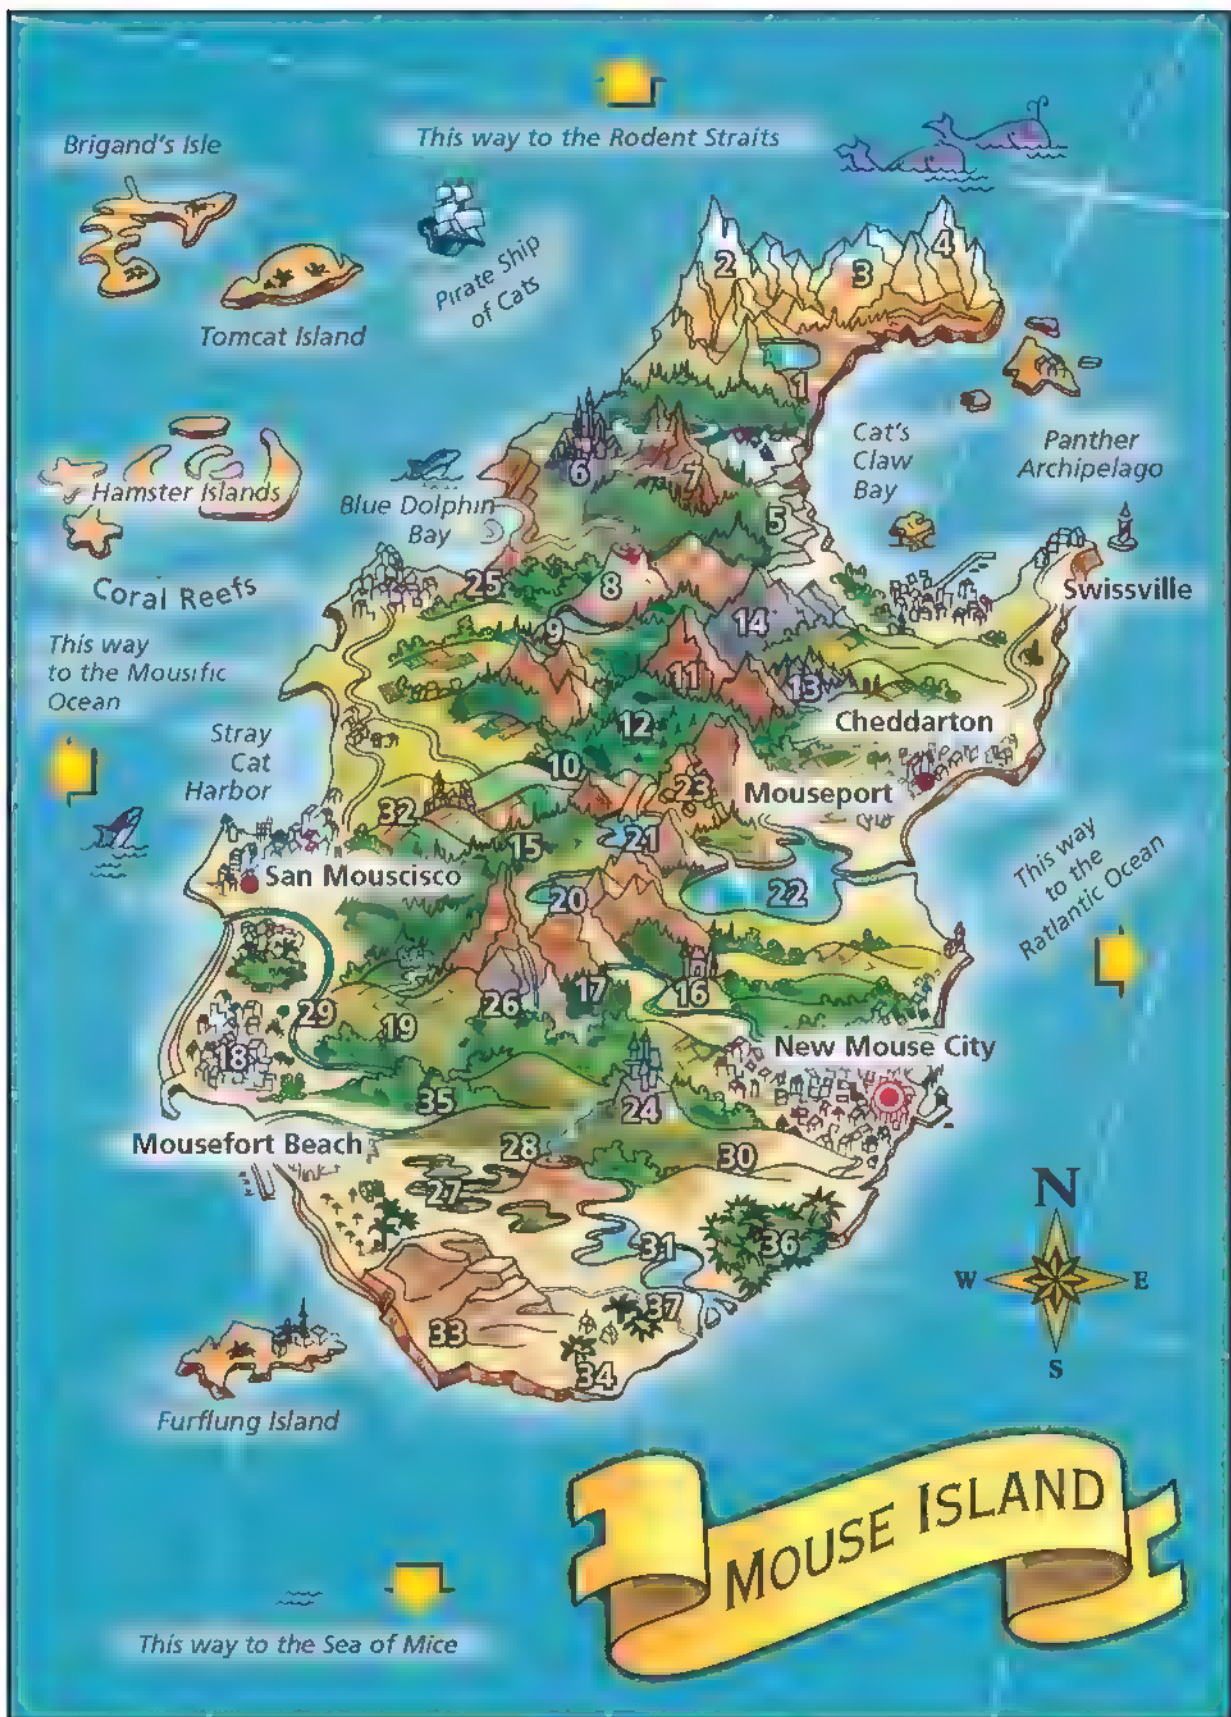 This way to the Rodent Straits
Brigand's Isle
Pirate Ship
of Cats
Tomcat Island
2
3
4
1
Cat's
Claw
Bay
Panther
Archipelago
6
7
5
Hamster Islands
Blue Dolphin
Bay
Coral Reefs
25
8
9
14
Swissville
This way
to the Mousific
Ocean
11
13
12
Cheddarton
Stray
Cat
Harbor
10
23
Mouseport
32
15
21
This way
to the
Ratlantic Ocean
San Mouscisco
20
22
17
16
26
29
19
18
New Mouse City
35
24
Mousefort Beach
28
30
27
31
36
N
W
E
S
37
33
34
Furflung Island
MOUSE ISLAND
This way to the Sea of Mice